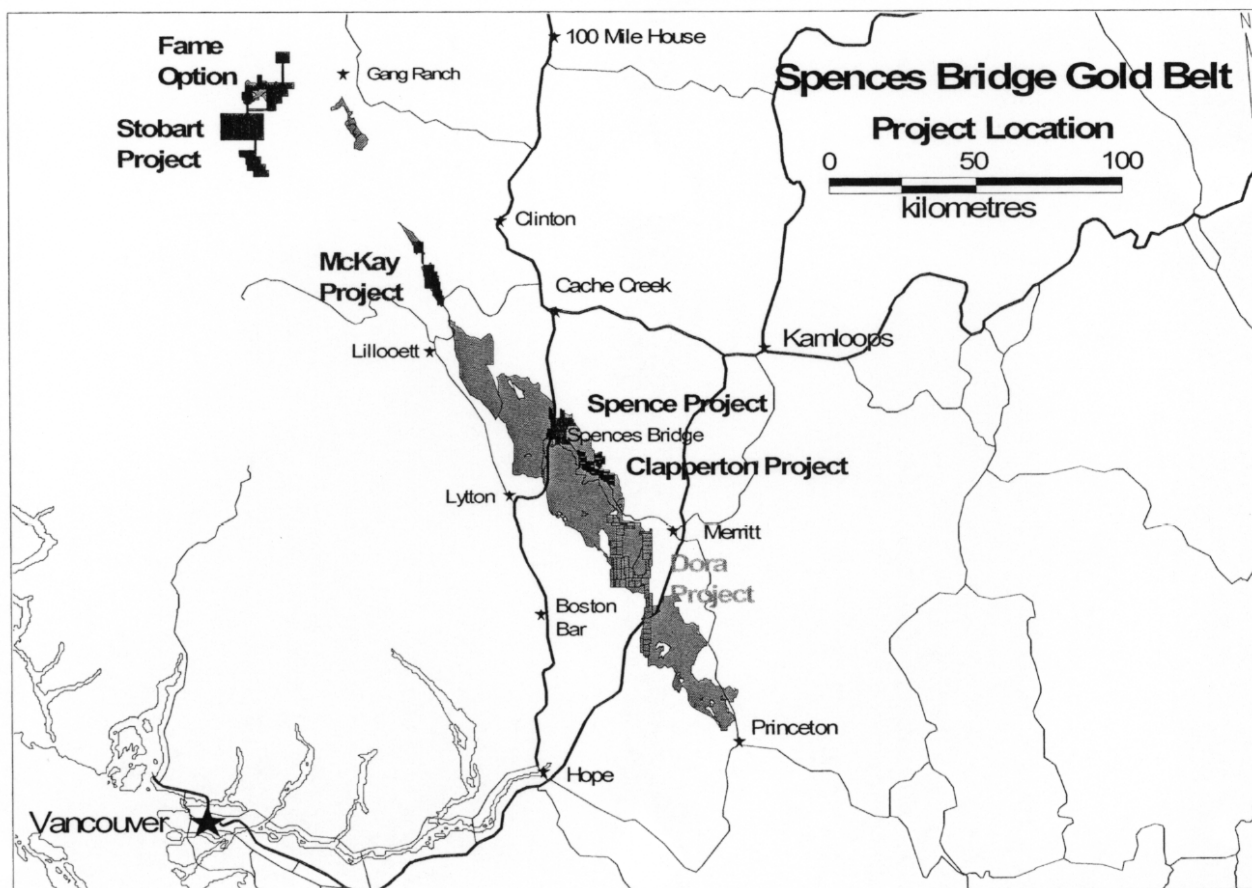 Fame
Option
Gang Ranch
100 Mile House
N
Spences Bridge Gold Belt
Project Location
0 50 100
kilometres
Stobart
Project
Clinton
McKay
Project
Cache Creek
Kamloops
Lillooett
Spence Project
Spences Bridge
Clapperton Project
Lytton
Merritt
Dora
Project
Boston
Bar
Princeton
Hope
Vancouver